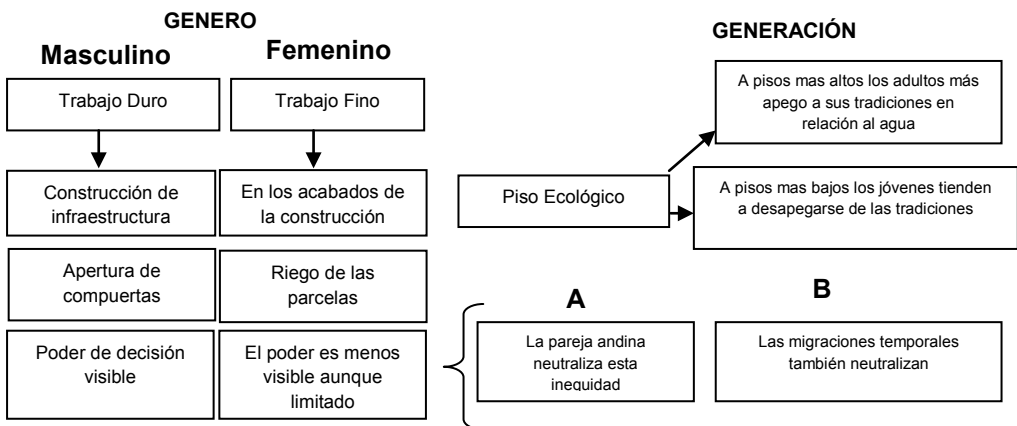 GENERO
Masculino
Femenino
Trabajo Duro
Trabajo Fino
Construcción de
infraestructura
En los acabados de
la construcción
Apertura de
compuertas
Riego de las
parcelas
Poder de decisión
visible
El poder es menos
visible aunque
limitado
GENERACIÓN
A pisos mas altos los adultos más
apego a sus tradiciones en
relación al agua
Piso Ecológico
A pisos mas bajos los jóvenes tienden
a desapegarse de las tradiciones
A
La pareja andina
neutraliza esta
inequidad
B
Las migraciones temporales
también neutralizan